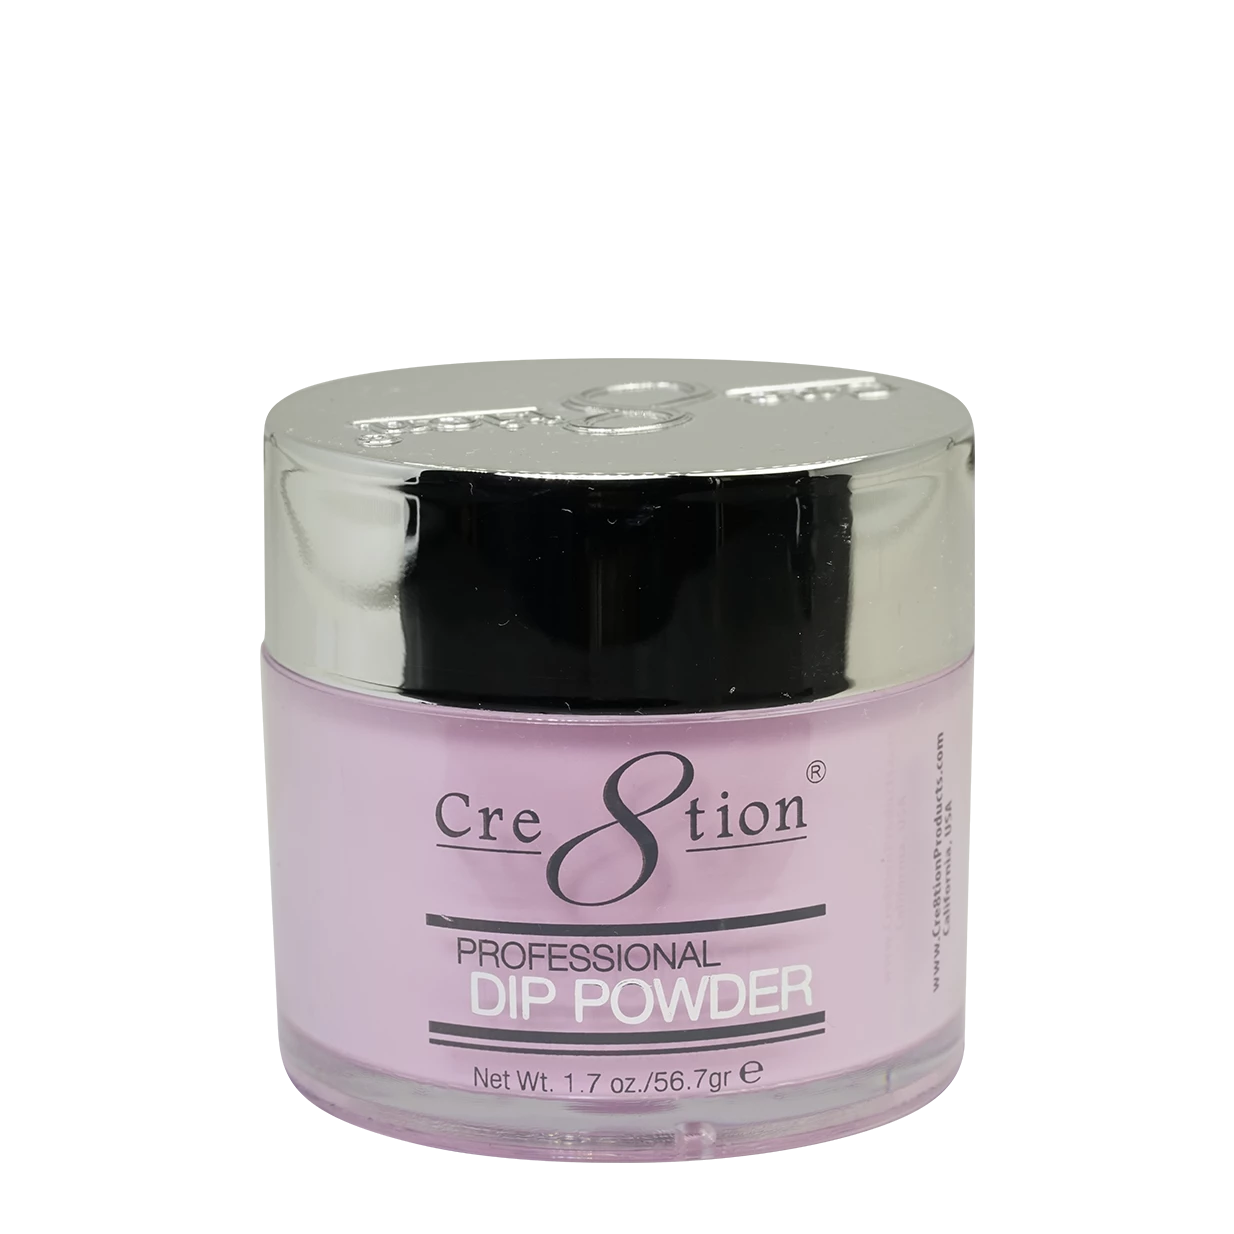 Cre8tion®
PROFESSIONAL
DIP POWDER
Net Wt. 1.7 oz./56.7gr ℮
www.Cre8tionProducts.com
California, USA